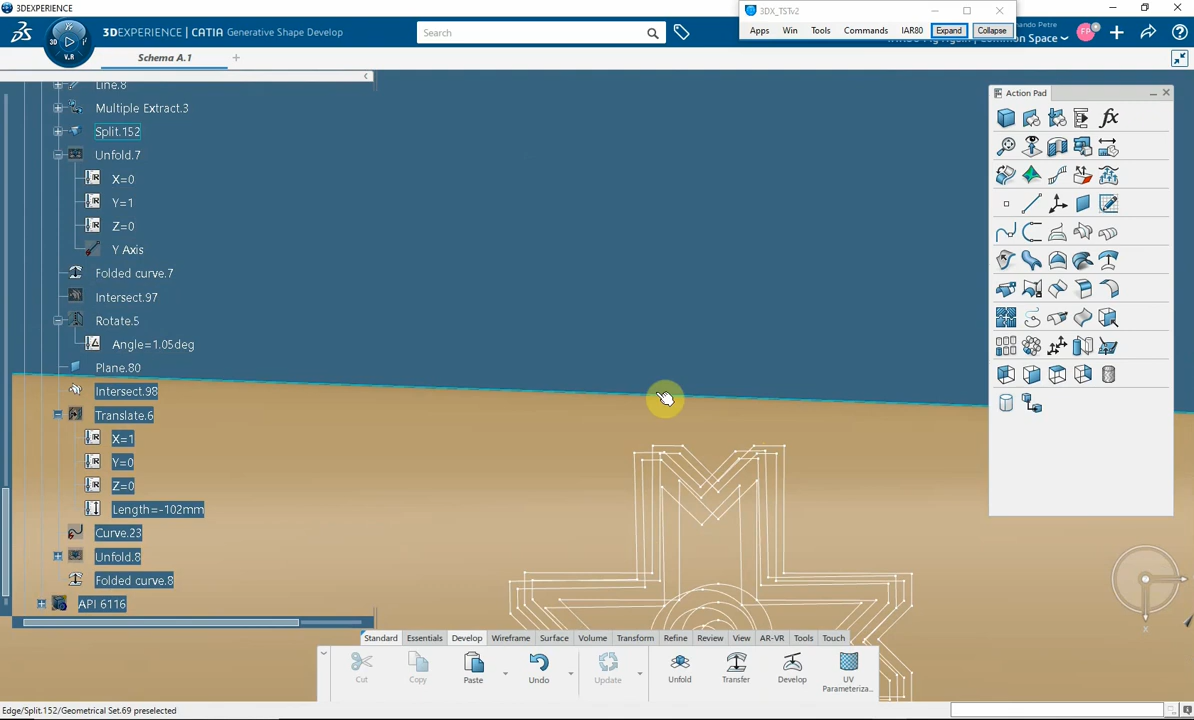 3DEXPERIENCE
3DX_TSTv2
3DEXPERIENCE | CATIA Generative Shape Develop
Search
Apps Win Tools Commands IAR80 Expand Collapse
Common Space
Schema A.1
Line.8
Multiple Extract.3
Split.152
Unfold.7
X=0
Y=1
Z=0
Y Axis
Folded curve.7
Intersect.97
Rotate.5
Angle=1.05deg
Plane.80
Intersect.98
Translate.6
X=1
Y=0
Z=0
Length=-102mm
Curve.23
Unfold.8
Folded curve.8
API 6116
Action Pad
Standard Essentials Develop Wireframe Surface Volume Transform Refine Review View AR-VR Tools Touch
Cut Copy Paste Undo Update Unfold Transfer Develop UV
Parameteriza...
Edge/Split.152/Geometrical Set.69 preselected